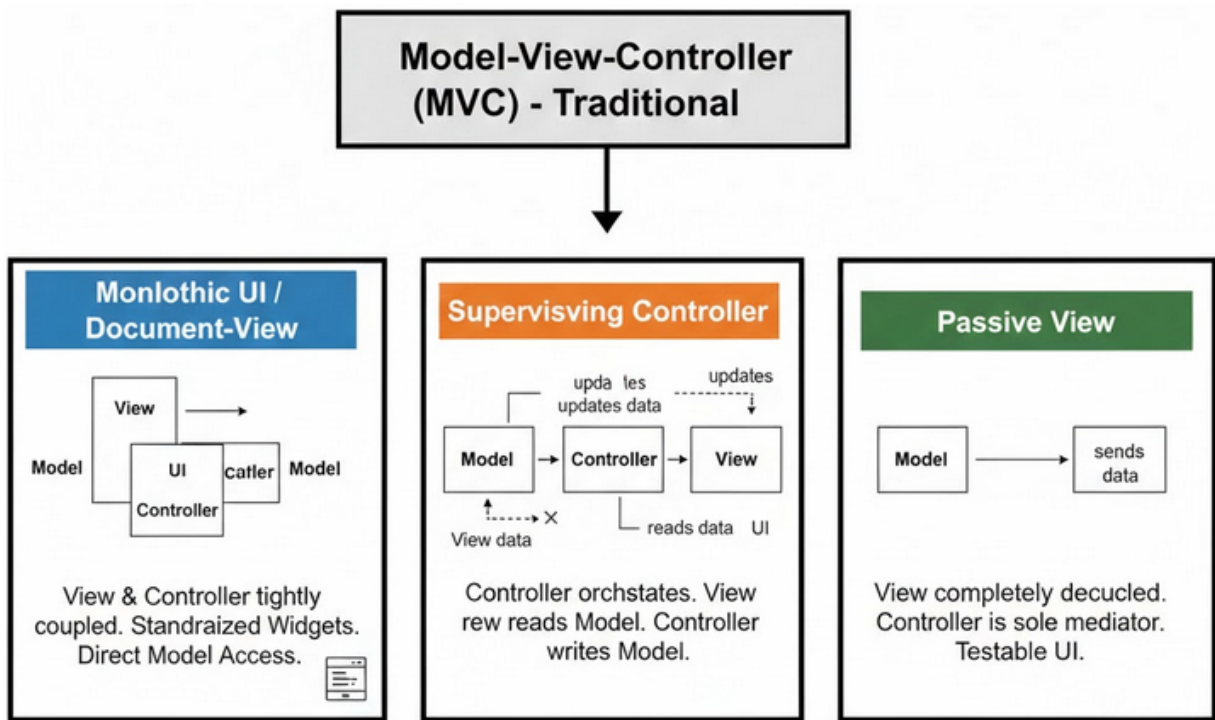 Model-View-Controller
(MVC) - Traditional
Monlothic UI /
Document-View
View
Model
UI
catler
Model
Controller
View & Controller tightly
coupled. Standraized Widgets.
Direct Model Access.
Supervisving Controller
upda les
updates
updates data
Model
Controller
View
View data
reads data UI
Controller orchstates. View
rew reads Model. Controller
writes Model.
Passive View
Model
sends
data
View completely decucled.
Controller is sole mediator.
Testable UI.